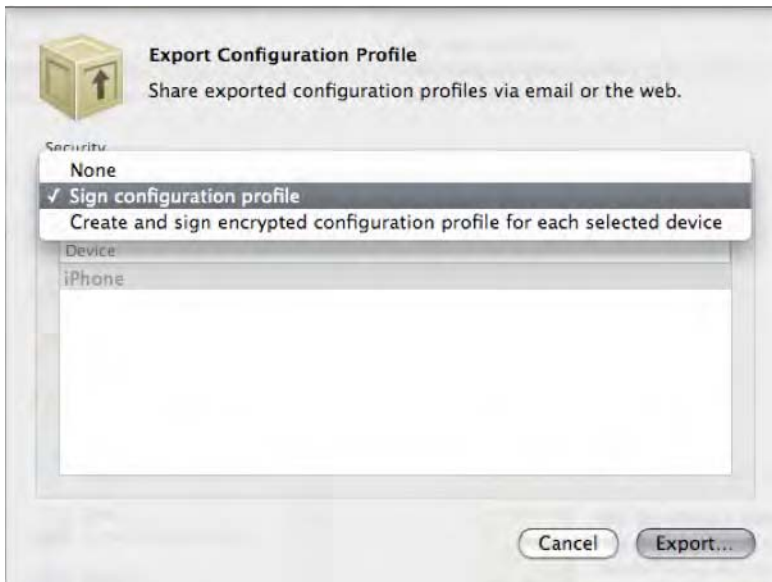 Export Configuration Profile
Share exported configuration profiles via email or the web.
Security
None
✓ Sign configuration profile
Create and sign encrypted configuration profile for each selected device
Device
iPhone
Cancel
Export...